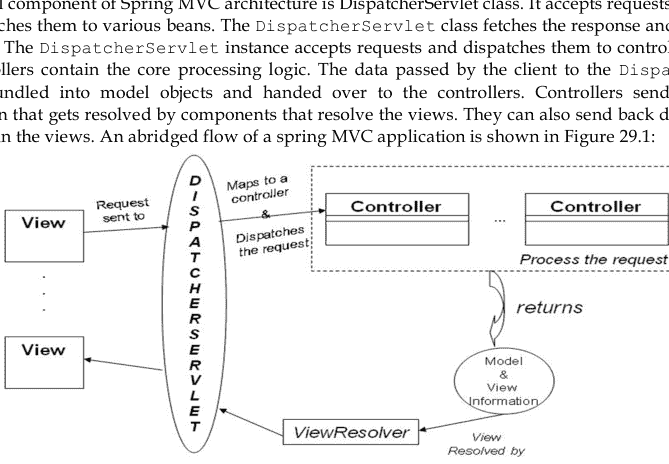 l component of Spring MVC architecture is DispatcherServlet class. It accepts requests
ches them to various beans. The DispatcherServlet class fetches the response and
The DispatcherServlet instance accepts requests and dispatches them to control
llers contain the core processing logic. The data passed by the client to the Dispa
undled into model objects and handed over to the controllers. Controllers send
n that gets resolved by components that resolve the views. They can also send back d
in the views. An abridged flow of a spring MVC application is shown in Figure 29.1:
View
Request
sent to
DISPATCHERSERVLET
Maps to a
controller
&
Dispatches
the request
Controller
...
Controller
Process the request
returns
View
Model
&
View
Information
ViewResolver
View
Resolved by